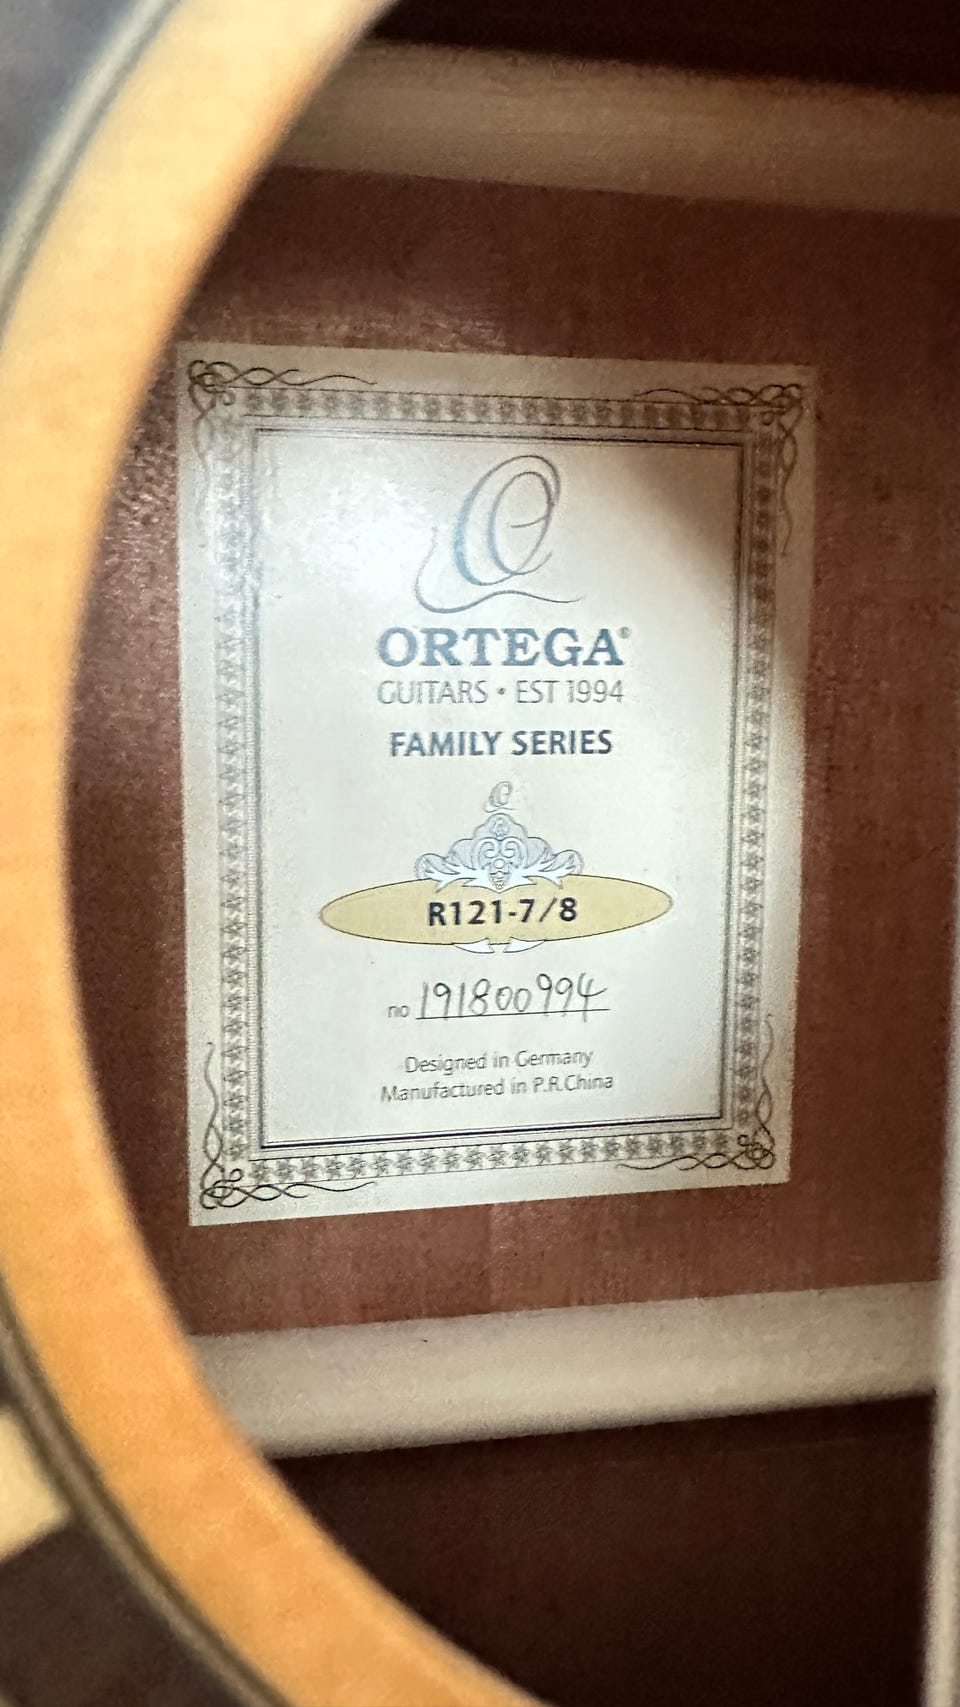 ORTEGA®
GUITARS • EST 1994
FAMILY SERIES
R121-7/8
no 191800994
Designed in Germany
Manufactured in P.R.China